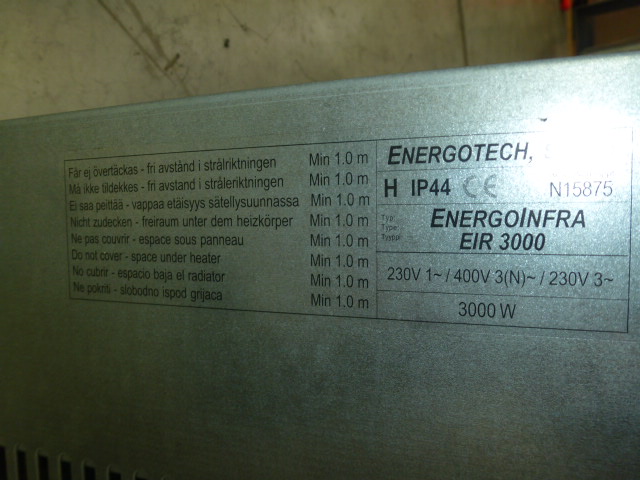 Får ej övertäckas - fri avstånd i strålriktningen Min 1.0 m
Må ikke tildekkes - fri avstand i stråleriktningen Min 1.0 m
Ei saa peittää - vappaa etäisyys sätellysuunnassa Min 1.0 m
Nicht zudecken - freiraum unter dem heizkörper Min 1.0 m
Ne pas couvrir - espace sous panneau Min 1.0 m
Do not cover - space under heater Min 1.0 m
No cubrir - espacio baja el radiator Min 1.0 m
Ne pokriti - slobodno ispod grijaca Min 1.0 m
ENERGOTECH,
H IP44 CE N15875
Typ:
Type:
Tyyppi:
ENERGOINFRA
EIR 3000
230V 1~ / 400V 3(N)~ / 230V 3~
3000 W